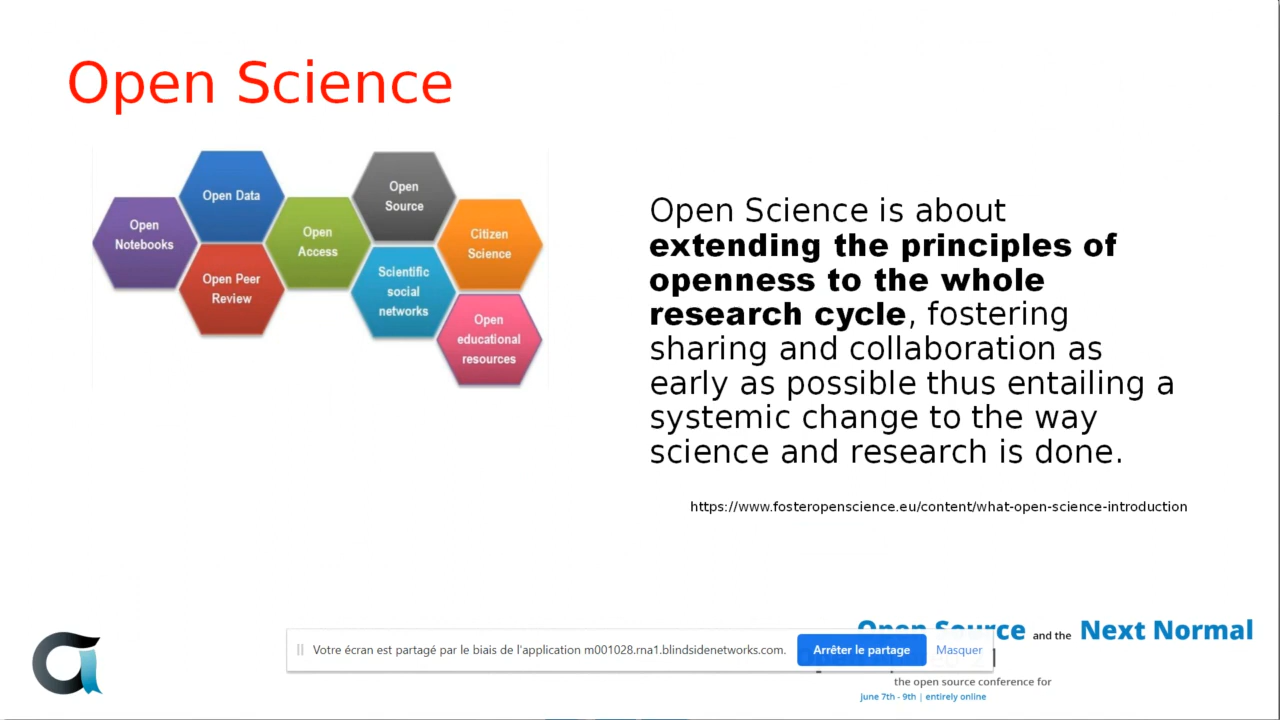 Open Science
Open
Notebooks
Open Data
Open Peer
Review
Open
Access
Open
Source
Scientific
social
networks
Citizen
Science
Open
educational
resources
Open Science is about
extending the principles of
openness to the whole
research cycle, fostering
sharing and collaboration as
early as possible thus entailing a
systemic change to the way
science and research is done.
https://www.fosteropenscience.eu/content/what-open-science-introduction
Open Source and the Next Normal
Votre écran est partagé par le biais de l'application m001028.rna1.blindsidenetworks.com. Arrêter le partage Masquer
the open source conference for
June 7th - 9th | entirely online